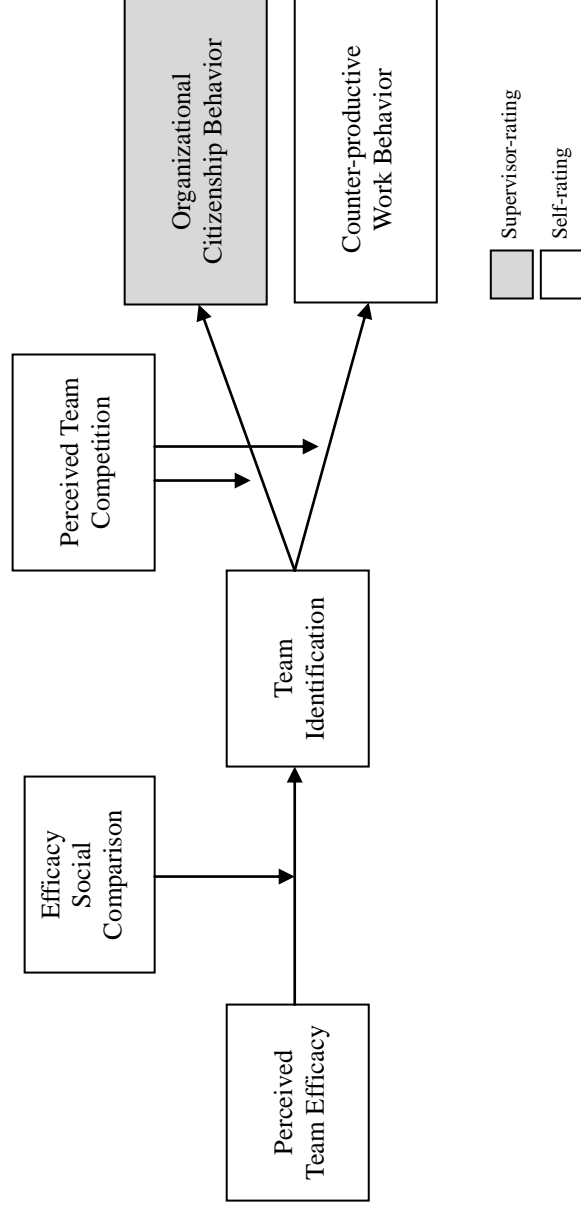 Perceived
Team Efficacy
Efficacy
Social
Comparison
Team
Identification
Perceived Team
Competition
Organizational
Citizenship Behavior
Counter-productive
Work Behavior
Supervisor-rating
Self-rating